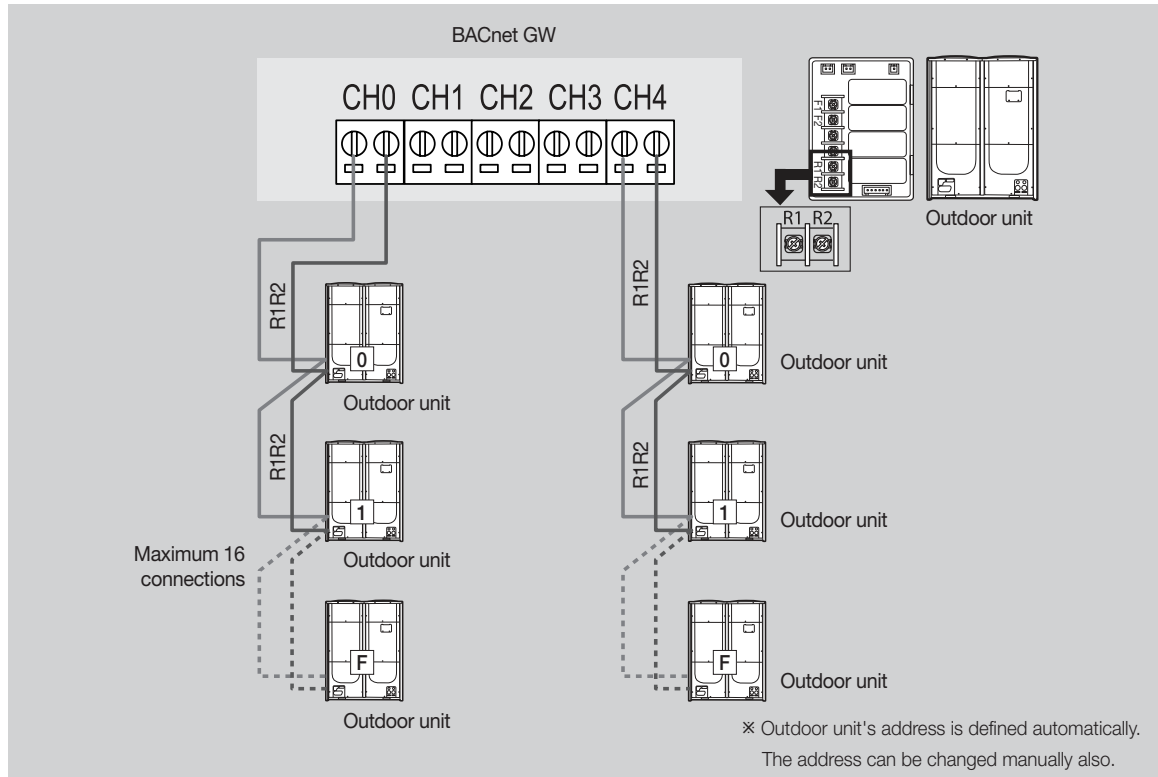 BACnet GW
CH0 CH1 CH2 CH3 CH4
F1 F2
R1 R2
Outdoor unit
R1 R2
R1R2
R1R2
0
0
Outdoor unit
Outdoor unit
R1R2
R1R2
1
1
Outdoor unit
Maximum 16
connections
Outdoor unit
F
F
Outdoor unit
Outdoor unit
※ Outdoor unit's address is defined automatically.
The address can be changed manually also.